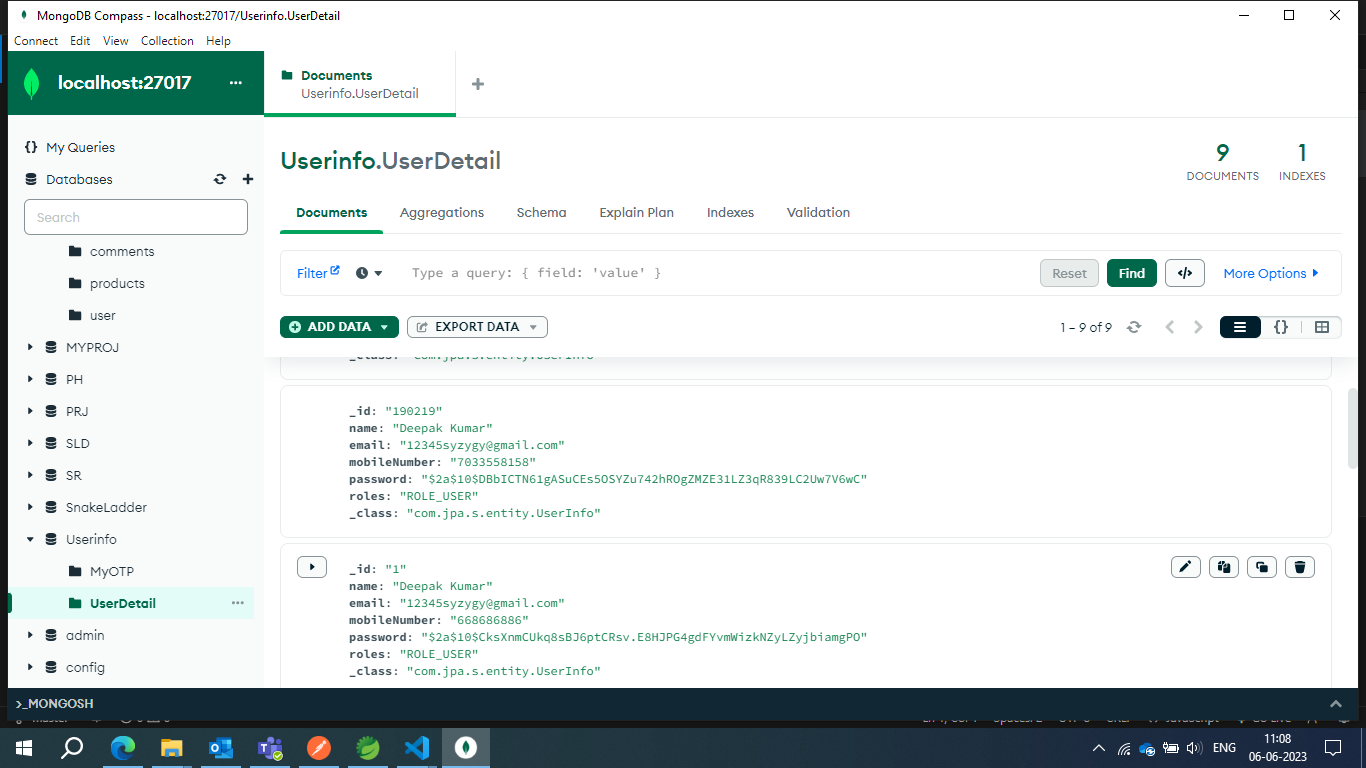 MongoDB Compass - localhost:27017/Userinfo.UserDetail
Connect Edit View Collection Help
localhost:27017 ...
Documents
Userinfo.UserDetail
{} My Queries
Databases
Search
comments
products
user
MYPROJ
PH
PRJ
SLD
SR
SnakeLadder
Userinfo
MyOTP
UserDetail ...
admin
config
Userinfo.UserDetail
9
DOCUMENTS
1
INDEXES
Documents Aggregations Schema Explain Plan Indexes Validation
Filter Type a query: { field: 'value' } Reset Find </> More Options
ADD DATA EXPORT DATA 1 – 9 of 9 {}
_class: "com.jpa.s.entity.UserInfo"
_id: "190219"
name: "Deepak Kumar"
email: "12345syzygy@gmail.com"
mobileNumber: "7033558158"
password: "$2a$10$DBbICTN61gASuCEs5OSYZu742hROgZMZE31LZ3qR839LC2Uw7V6wC"
roles: "ROLE_USER"
_class: "com.jpa.s.entity.UserInfo"
_id: "1"
name: "Deepak Kumar"
email: "12345syzygy@gmail.com"
mobileNumber: "668686886"
password: "$2a$10$CksXnmCUkq8sBJ6ptCRsv.E8HJPG4gdFYvmWizkNZyLZyjbiamgPO"
roles: "ROLE_USER"
_class: "com.jpa.s.entity.UserInfo"
>_MONGOSH
ENG
11:08
06-06-2023